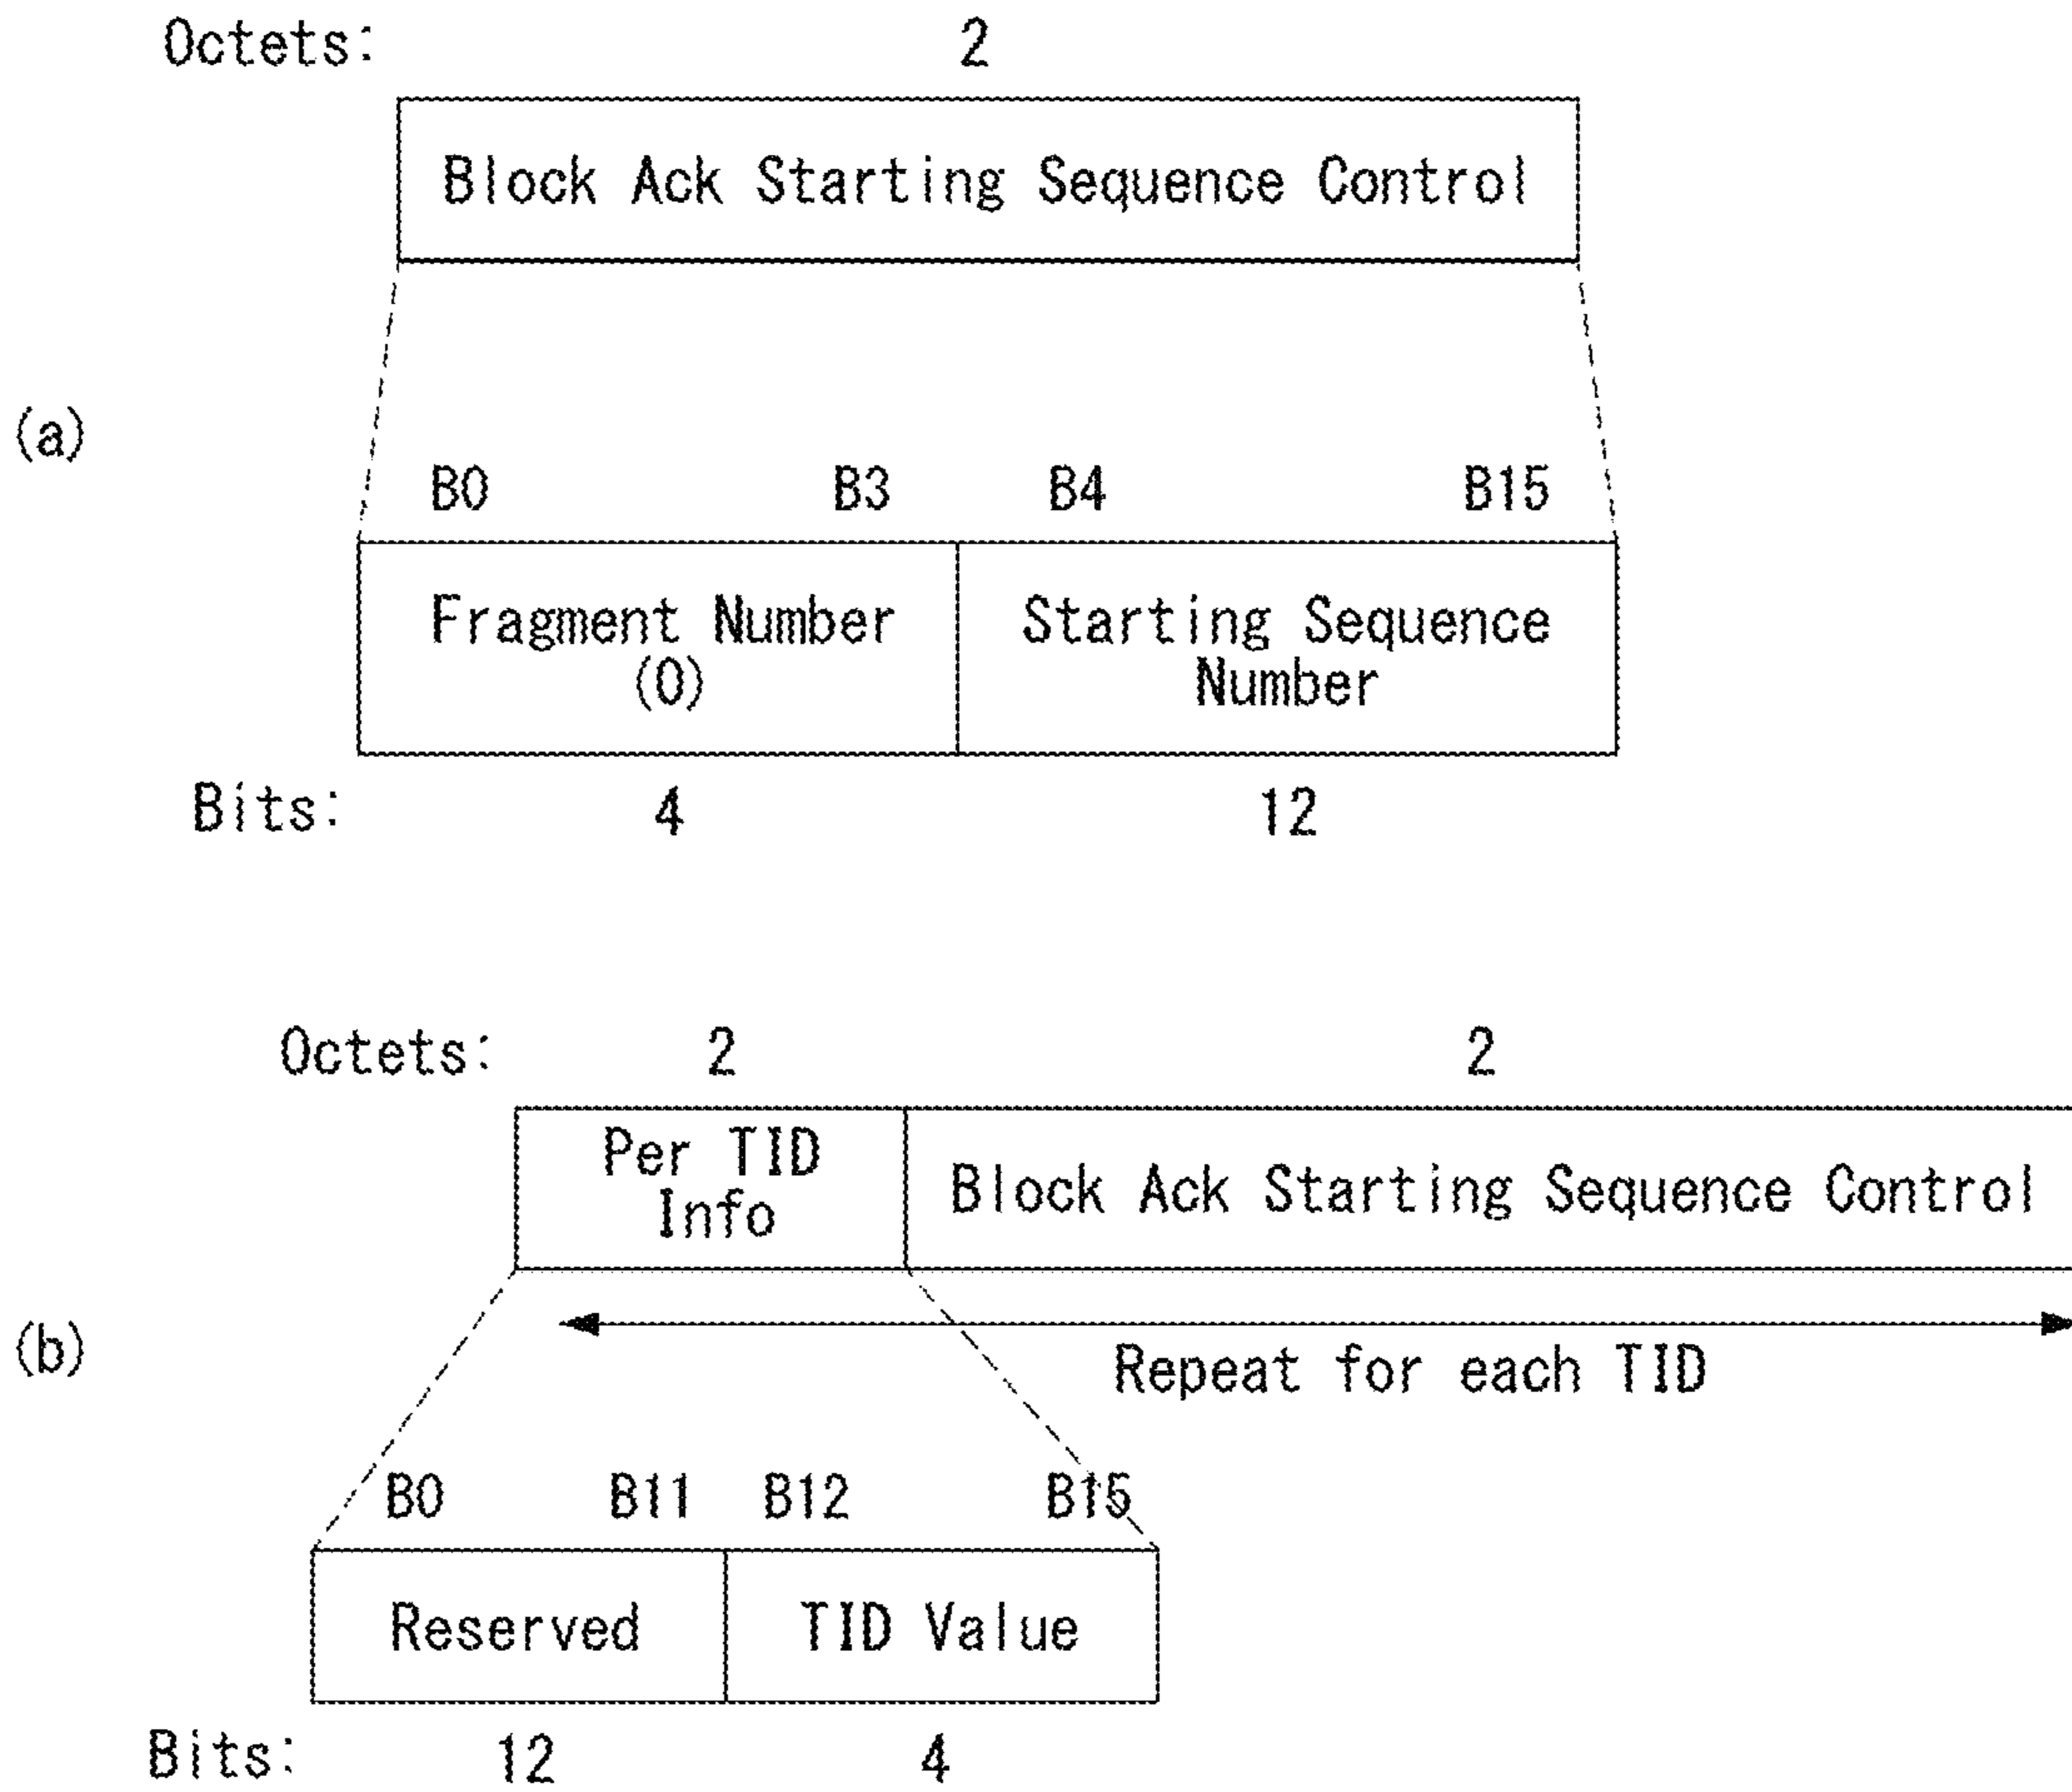 Octets: 2
Block Ack Starting Sequence Control
(a)
B0 B3 B4 B15
Fragment Number
(0)
Starting Sequence
Number
Bits: 4 12
Octets: 2 2
Per TID
Info
Block Ack Starting Sequence Control
(b)
Repeat for each TID
B0 B11 B12 B15
Reserved TID Value
Bits: 12 4